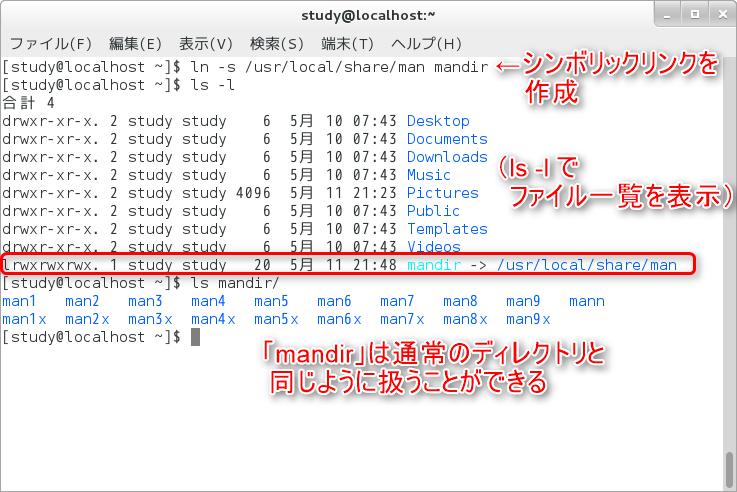 study@localhost:~
ファイル(F) 編集(E) 表示(V) 検索(S) 端末(T) ヘルプ(H)
[study@localhost ~]$ ln -s /usr/local/share/man mandir
←シンボリックリンクを
作成
[study@localhost ~]$ ls -l
合計 4
drwxr-xr-x. 2 study study    6  5月 10 07:43 Desktop
drwxr-xr-x. 2 study study    6  5月 10 07:43 Documents
drwxr-xr-x. 2 study study    6  5月 10 07:43 Downloads
drwxr-xr-x. 2 study study    6  5月 10 07:43 Music
drwxr-xr-x. 2 study study 4096  5月 11 21:23 Pictures
drwxr-xr-x. 2 study study    6  5月 10 07:43 Public
drwxr-xr-x. 2 study study    6  5月 10 07:43 Templates
drwxr-xr-x. 2 study study    6  5月 10 07:43 Videos
(ls -l で
ファイル一覧を表示)
lrwxrwxrwx. 1 study study   20  5月 11 21:48 mandir -> /usr/local/share/man
[study@localhost ~]$ ls mandir/
man1 man2 man3 man4 man5 man6 man7 man8 man9 mann
man1x man2x man3x man4x man5x man6x man7x man8x man9x
[study@localhost ~]$
「mandir」は通常のディレクトリと
同じように扱うことができる